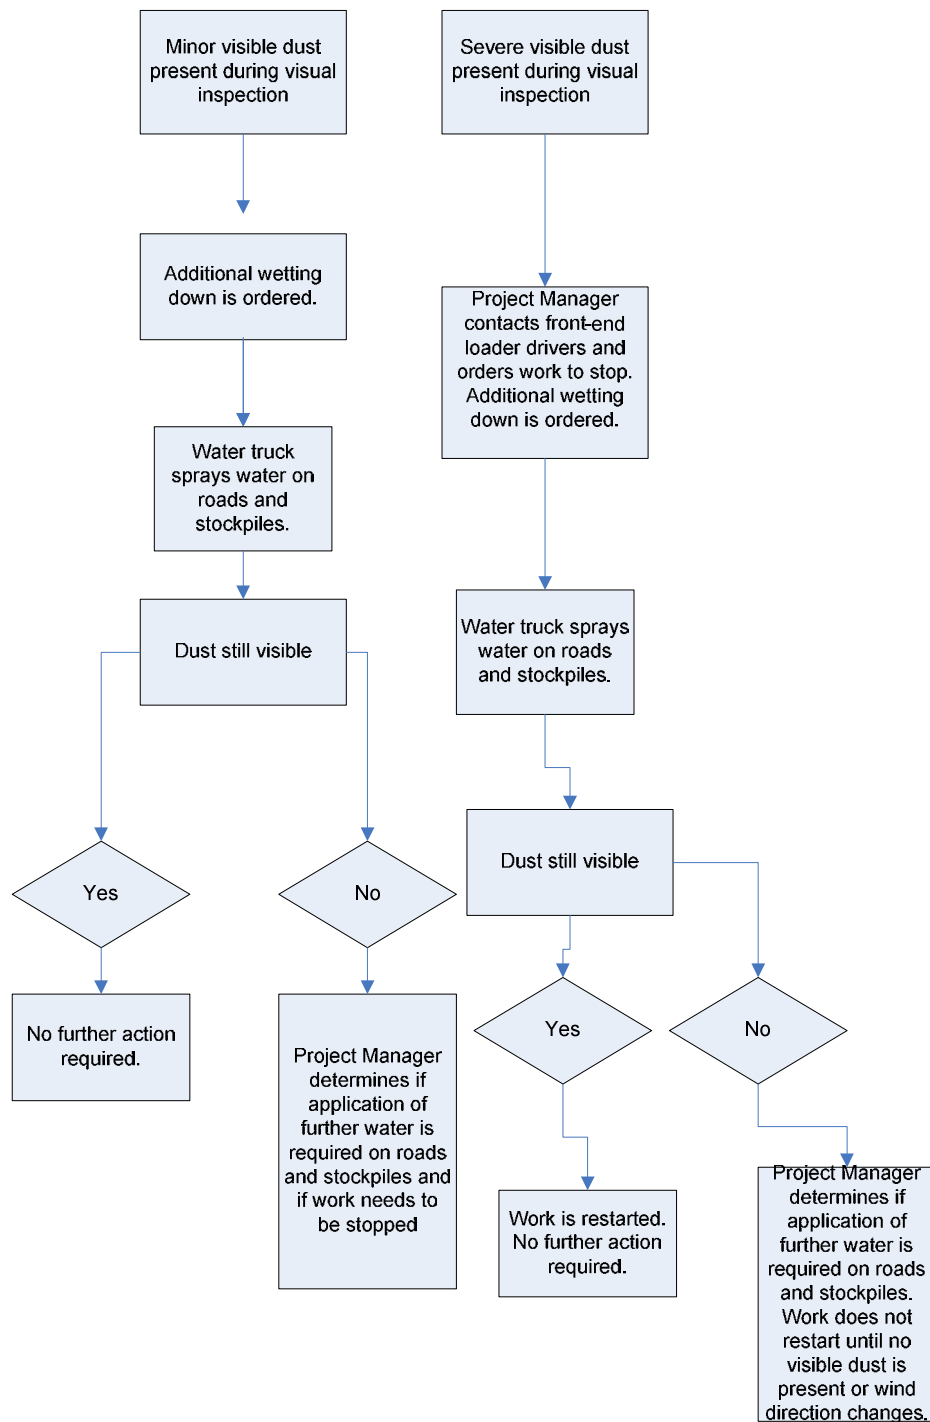 Minor visible dust
present during visual
inspection
Severe visible dust
present during visual
inspection
Additional wetting
down is ordered.
Project Manager
contacts front-end
loader drivers and
orders work to stop.
Additional wetting
down is ordered.
Water truck
sprays water on
roads and
stockpiles.
Water truck sprays
water on roads
and stockpiles.
Dust still visible
Dust still visible
Yes
No
Yes
No
No further action
required.
Project Manager
determines if
application of
further water is
required on roads
and stockpiles and
if work needs to
be stopped
Work is restarted.
No further action
required.
Project Manager
determines if
application of
further water is
required on roads
and stockpiles.
Work does not
restart until no
visible dust is
present or wind
direction changes.